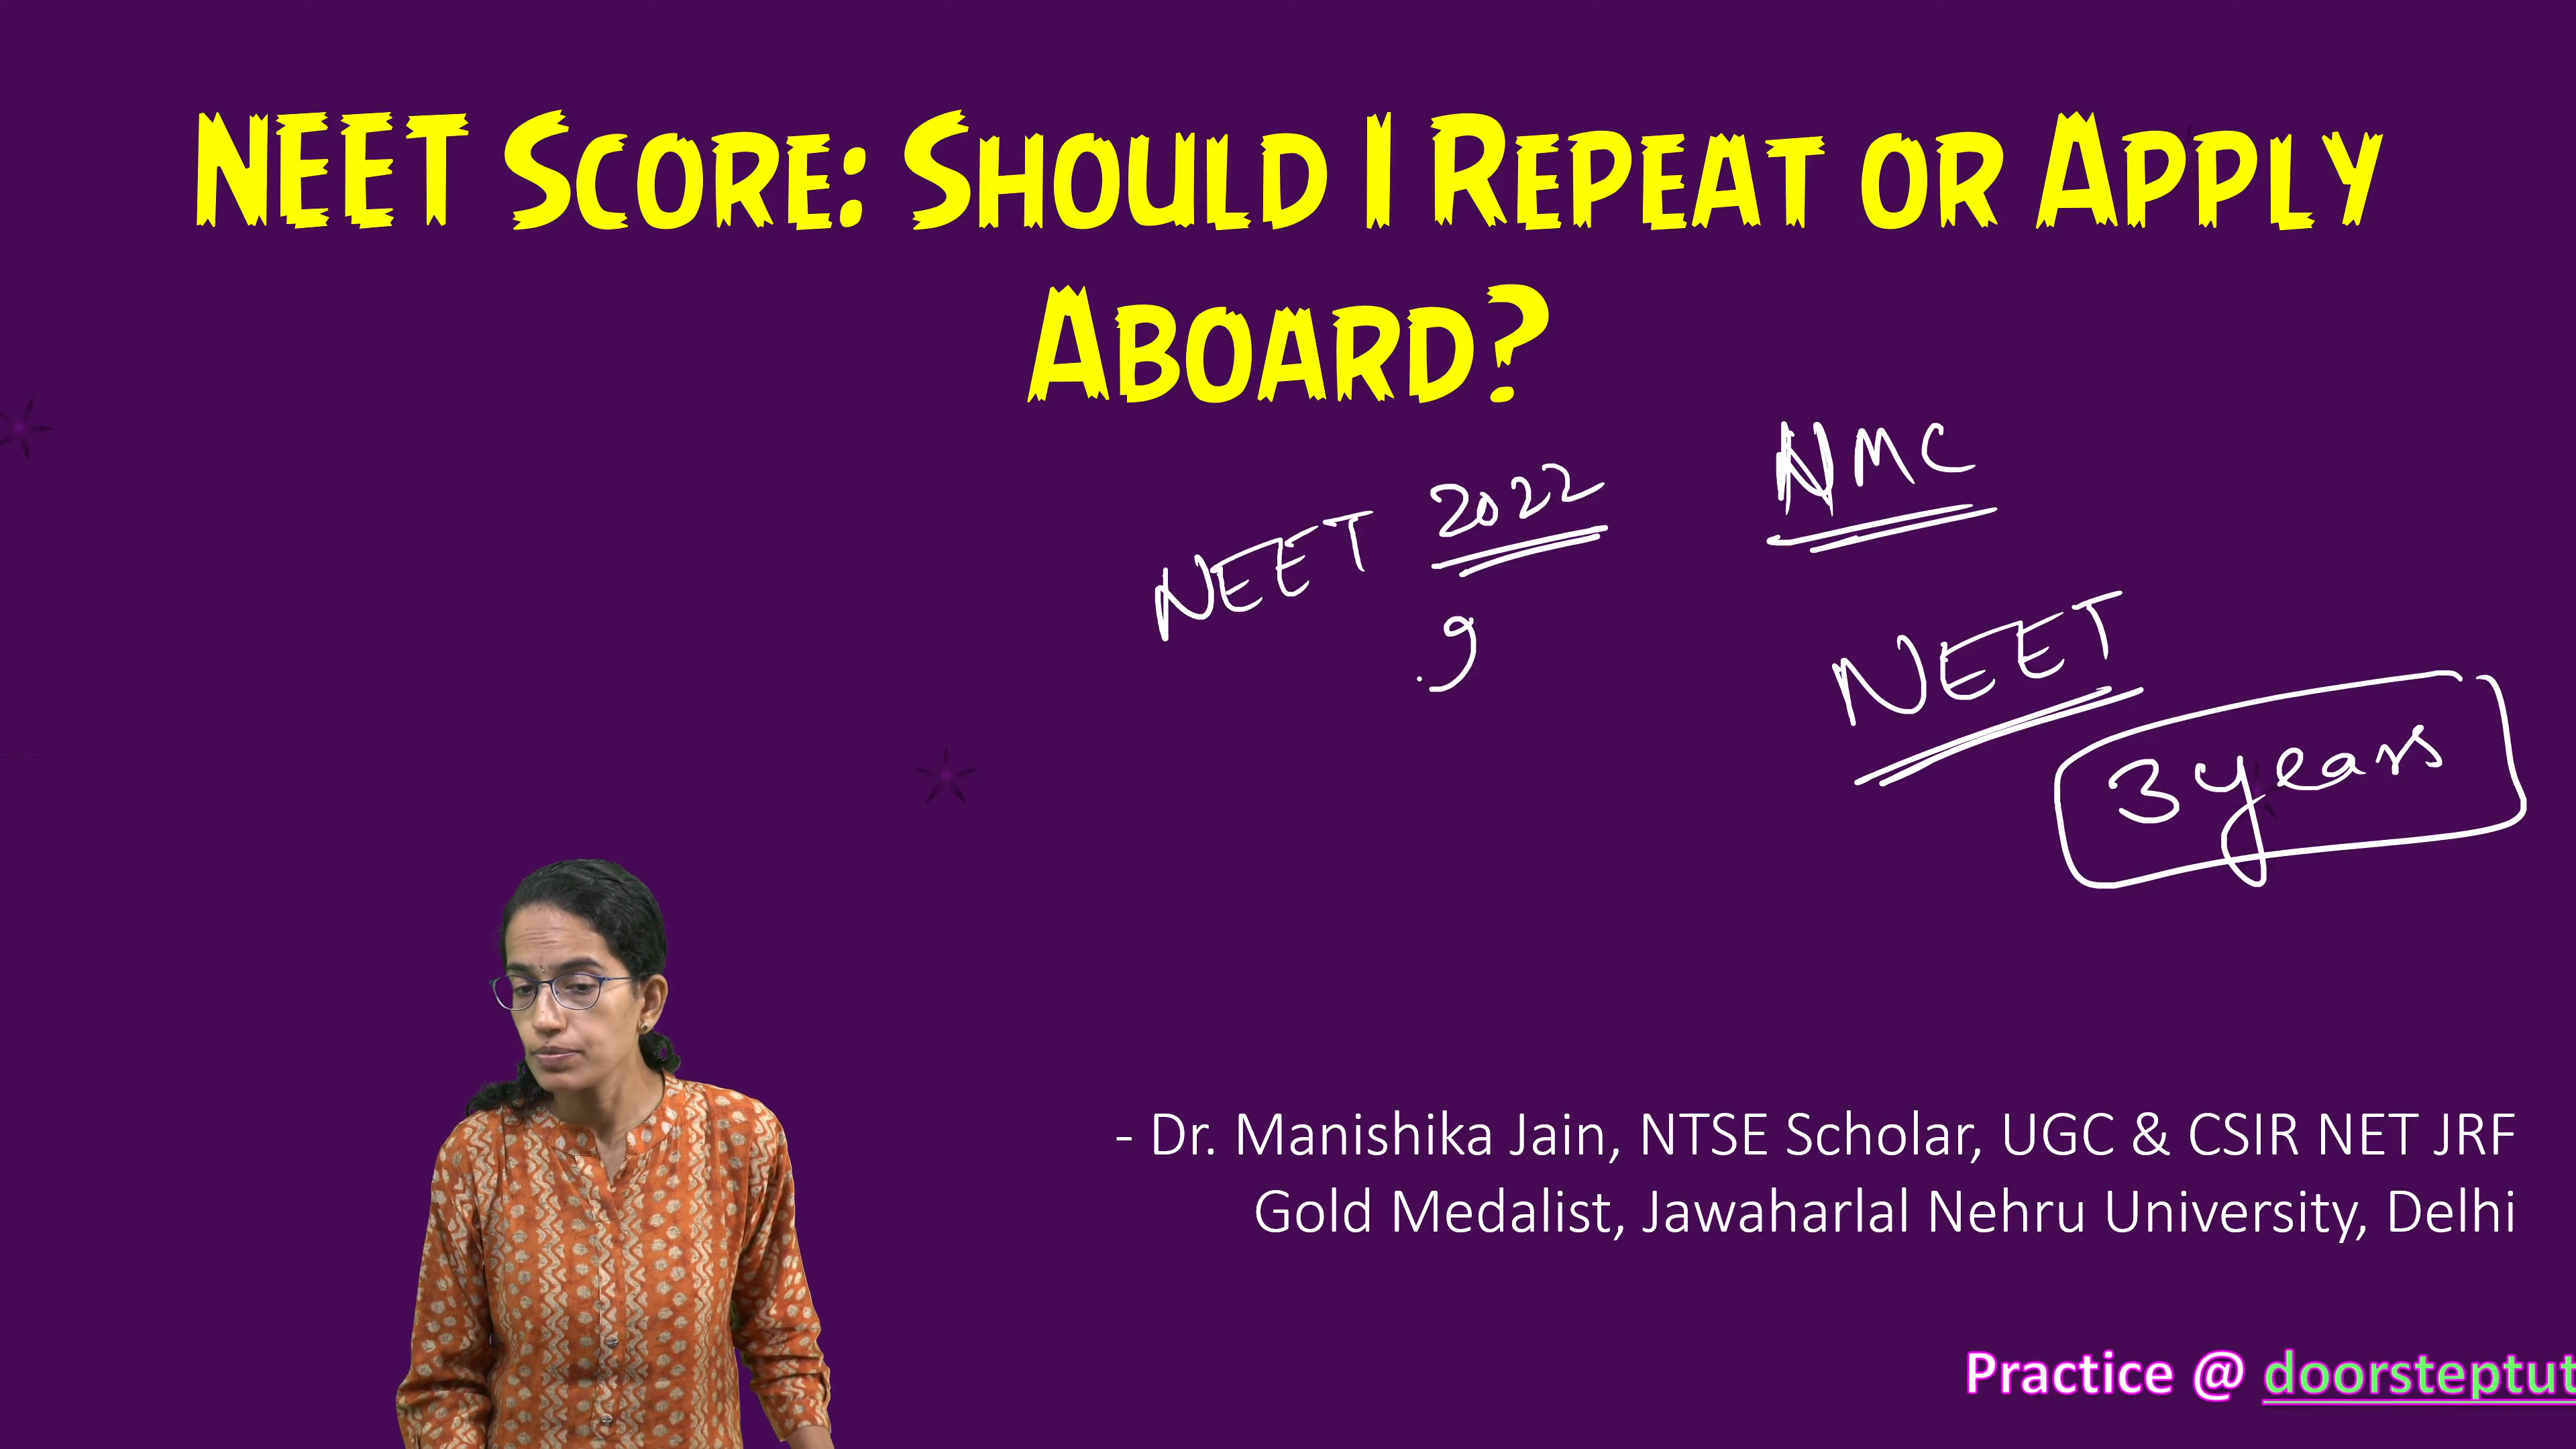 NEET SCORE: SHOULD I REPEAT OR APPLY
ABOARD?
NMC
NEET 2022
9
NEET
3 years
- Dr. Manishika Jain, NTSE Scholar, UGC & CSIR NET JRF
Gold Medalist, Jawaharlal Nehru University, Delhi
Practice @ doorsteptut